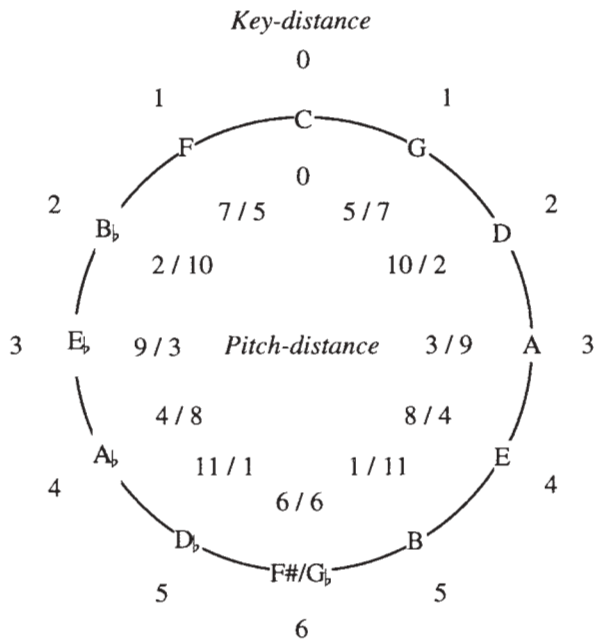 Key-distance
0
1 1
C
F G
0
2 7 / 5 5 / 7 2
B♭ D
2 / 10 10 / 2
3 E♭ 9 / 3 Pitch-distance 3 / 9 A 3
4 / 8 8 / 4
A♭ E
11 / 1 1 / 11
4 4
6 / 6
D♭ B
F#/G♭
5 5
6